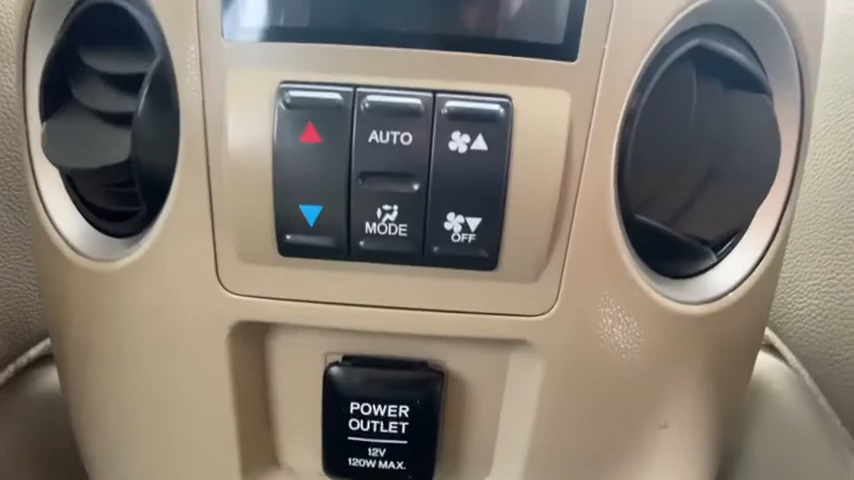 AUTO
MODE
OFF
POWER
OUTLET
12V
120W MAX.